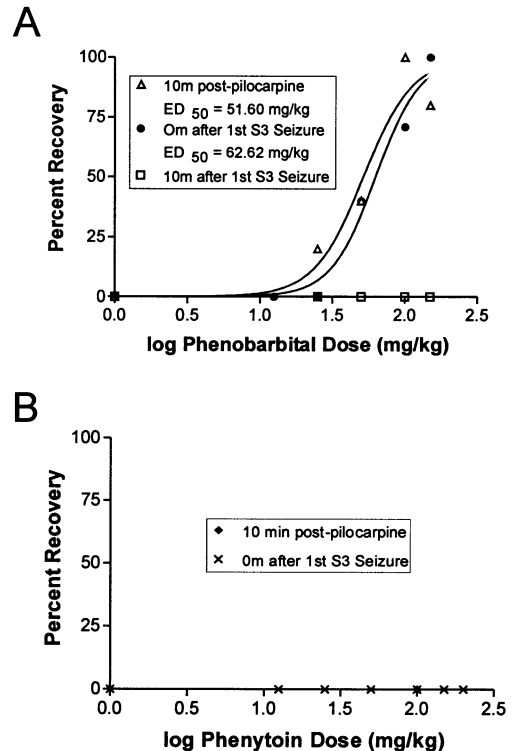 A
Percent Recovery
100
75
50
25
0
10m post-pilocarpine
ED 50 = 51.60 mg/kg
0m after 1st S3 Seizure
ED 50 = 62.62 mg/kg
10m after 1st S3 Seizure
0.0 0.5 1.0 1.5 2.0 2.5
log Phenobarbital Dose (mg/kg)
B
Percent Recovery
100
75
50
25
0
10 min post-pilocarpine
0m after 1st S3 Seizure
0.0 0.5 1.0 1.5 2.0 2.5
log Phenytoin Dose (mg/kg)